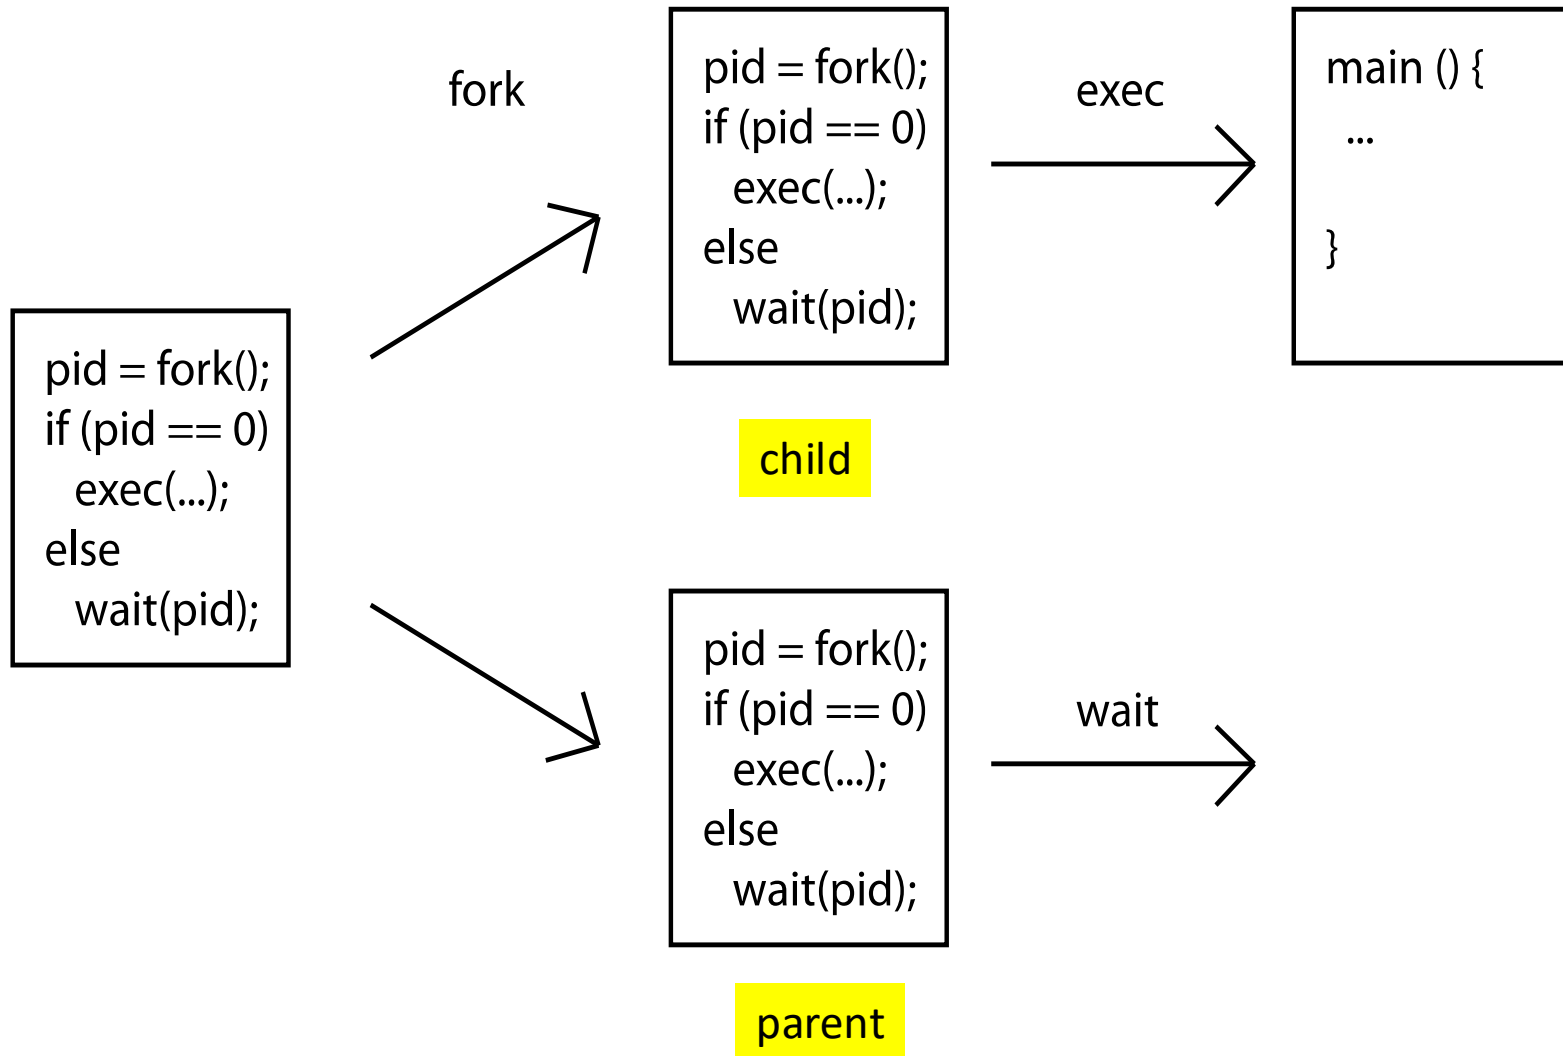 pid = fork();
if (pid == 0)
exec(...);
else
wait(pid);
fork
pid = fork();
if (pid == 0)
exec(...);
else
wait(pid);
child
exec
main () {
...
}
pid = fork();
if (pid == 0)
exec(...);
else
wait(pid);
parent
wait